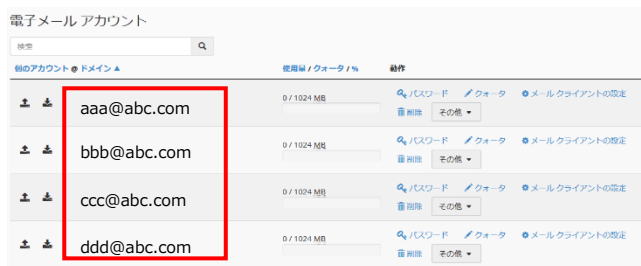 電子メール アカウント
検索
個のアカウント @ ドメイン ▲ 使用量 / クォータ / % 動作
aaa@abc.com 0 / 1024 MB パスワード クォータ メール クライアントの設定
削除 その他 ▼
bbb@abc.com 0 / 1024 MB パスワード クォータ メール クライアントの設定
削除 その他 ▼
ccc@abc.com 0 / 1024 MB パスワード クォータ メール クライアントの設定
削除 その他 ▼
ddd@abc.com 0 / 1024 MB パスワード クォータ メール クライアントの設定
削除 その他 ▼